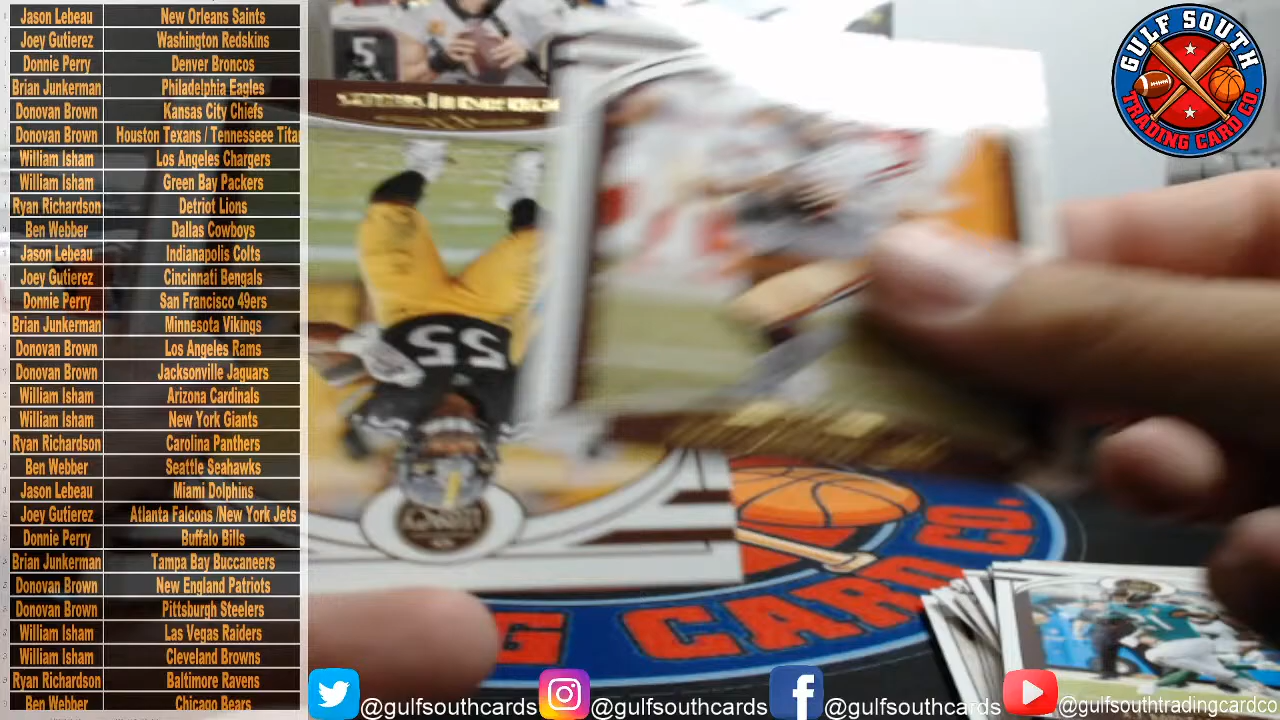 Jason Lebeau New Orleans Saints
Joey Gutierez Washington Redskins
Donnie Perry Denver Broncos
Brian Junkerman Philadelphia Eagles
Donovan Brown Kansas City Chiefs
Donovan Brown Houston Texans / Tennesseee Tita
William Isham Los Angeles Chargers
William Isham Green Bay Packers
Ryan Richardson Detriot Lions
Ben Webber Dallas Cowboys
Jason Lebeau Indianapolis Colts
Joey Gutierez Cincinnati Bengals
Donnie Perry San Francisco 49ers
Brian Junkerman Minnesota Vikings
Donovan Brown Los Angeles Rams
Donovan Brown Jacksonville Jaguars
William Isham Arizona Cardinals
William Isham New York Giants
Ryan Richardson Carolina Panthers
Ben Webber Seattle Seahawks
Jason Lebeau Miami Dolphins
Joey Gutierez Atlanta Falcons /New York Jets
Donnie Perry Buffalo Bills
Brian Junkerman Tampa Bay Buccaneers
Donovan Brown New England Patriots
Donovan Brown Pittsburgh Steelers
William Isham Las Vegas Raiders
William Isham Cleveland Browns
Ryan Richardson Baltimore Ravens
Ben Webber Chicago Bears
5
55
GULF SOUTH
TRADING CARD CO.
G CARD CO.
@gulfsouthcards
@gulfsouthcards
@gulfsouthcards
@gulfsouthtradingcardco